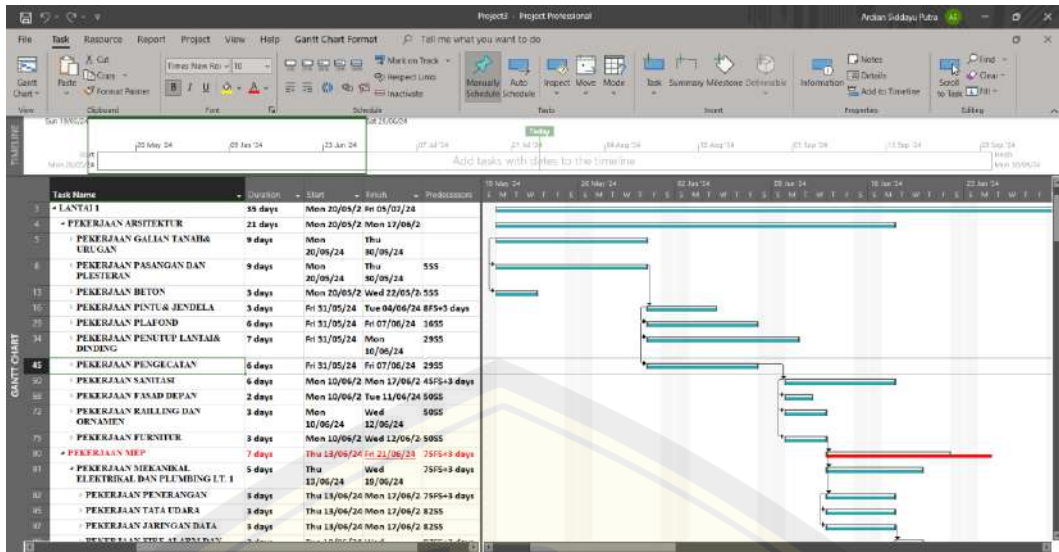 Project3 - Project Professional
Ardian Siddayu Putra
File Task Resource Report Project View Help Gantt Chart Format Tell me what you want to do
Gantt Chart
Paste
Cut
Copy
Format Painter
Times New Ro 10
B I U A
Mark on Track
Respect Links
Inactivate
Manually Schedule
Auto Schedule
Inspect
Move
Mode
Task
Summary
Milestone
Deliverable
Information
Notes
Details
Add to Timeline
Scroll to Task
Find
Clear
Fill
View Clipboard Font Schedule Tasks Insert Properties Editing
TIMELINE
Today
Add tasks with dates to the timeline
GANTT CHART
Task Name Duration Start Finish Predecessors
3 LANTAI 1 35 days Mon 20/05/2 Fri 05/07/24
4 PEKERJAAN ARSITEKTUR 21 days Mon 20/05/2 Mon 17/06/2
5 PEKERJAAN GALIAN TANAH& URUGAN 9 days Mon 20/05/24 Thu 30/05/24
PEKERJAAN PASANGAN DAN PLESTERAN 9 days Mon 20/05/24 Thu 30/05/24 5SS
13 PEKERJAAN BETON 3 days Mon 20/05/2 Wed 22/05/2 5SS
16 PEKERJAAN PINTU& JENDELA 3 days Fri 31/05/24 Tue 04/06/24 8FS+3 days
PEKERJAAN PLAFOND 6 days Fri 31/05/24 Fri 07/06/24 16SS
34 PEKERJAAN PENUTUP LANTAI& DINDING 7 days Fri 31/05/24 Mon 10/06/24 29SS
45 PEKERJAAN PENGECATAN 6 days Fri 31/05/24 Fri 07/06/24 29SS
PEKERJAAN SANITASI 6 days Mon 10/06/2 Mon 17/06/2 45FS+3 days
PEKERJAAN FASAD DEPAN 2 days Mon 10/06/2 Tue 11/06/24 50SS
72 PEKERJAAN RAILLING DAN ORNAMEN 3 days Mon 10/06/24 Wed 12/06/24 50SS
PEKERJAAN FURNITUR 3 days Mon 10/06/2 Wed 12/06/2 50SS
PEKERJAAN MEP 7 days Thu 13/06/24 Fri 21/06/24 75FS+3 days
PEKERJAAN MEKANIKAL ELEKTRIKAL DAN PLUMBING LT. 1 5 days Thu 13/06/24 Wed 19/06/24 75FS+3 days
PEKERJAAN PENERANGAN 3 days Thu 13/06/24 Mon 17/06/2 75FS+3 days
PEKERJAAN TATA UDARA 3 days Thu 13/06/24 Mon 17/06/2 82SS
PEKERJAAN JARINGAN DATA 3 days Thu 13/06/24 Mon 17/06/2 82SS